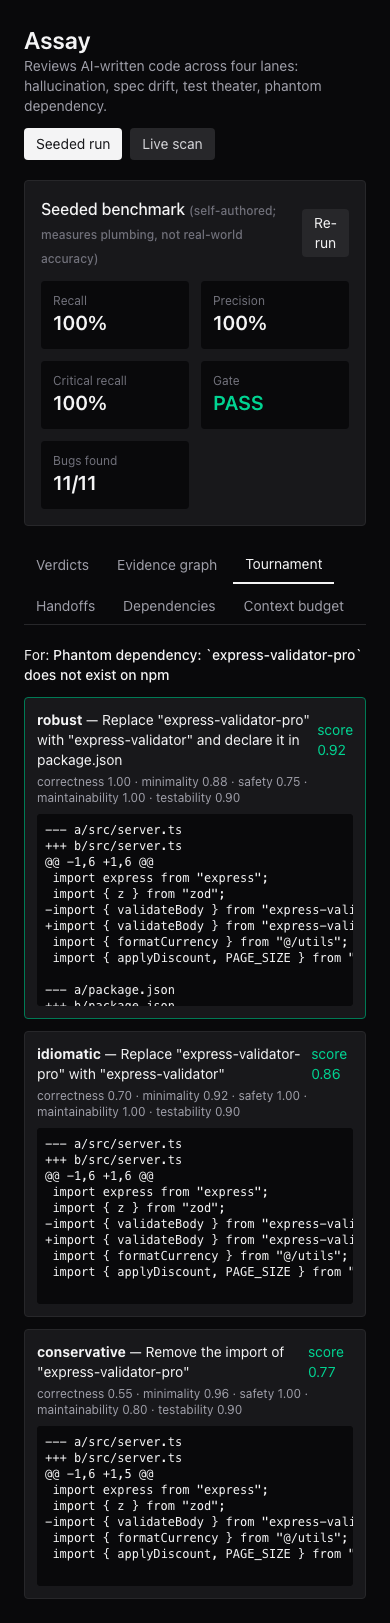 Assay
Reviews AI-written code across four lanes:
hallucination, spec drift, test theater, phantom
dependency.
Seeded run
Live scan
Seeded benchmark (self-authored;
measures plumbing, not real-world
accuracy)
Re-
run
Recall
100%
Precision
100%
Critical recall
100%
Gate
PASS
Bugs found
11/11
Verdicts
Evidence graph
Tournament
Handoffs
Dependencies
Context budget
For: Phantom dependency: `express-validator-pro`
does not exist on npm
robust — Replace "express-validator-pro"
with "express-validator" and declare it in
package.json
score
0.92
correctness 1.00 · minimality 0.88 · safety 0.75 ·
maintainability 1.00 · testability 0.90
--- a/src/server.ts
+++ b/src/server.ts
@@ -1,6 +1,6 @@
import express from "express";
import { z } from "zod";
-import { validateBody } from "express-vali
+import { validateBody } from "express-vali
import { formatCurrency } from "@/utils";
import { applyDiscount, PAGE_SIZE } from "
--- a/package.json
+++ b/package.json
idiomatic — Replace "express-validator-
pro" with "express-validator"
score
0.86
correctness 0.70 · minimality 0.92 · safety 1.00 ·
maintainability 1.00 · testability 0.90
--- a/src/server.ts
+++ b/src/server.ts
@@ -1,6 +1,6 @@
import express from "express";
import { z } from "zod";
-import { validateBody } from "express-vali
+import { validateBody } from "express-vali
import { formatCurrency } from "@/utils";
import { applyDiscount, PAGE_SIZE } from "
conservative — Remove the import of
"express-validator-pro"
score
0.77
correctness 0.55 · minimality 0.96 · safety 1.00 ·
maintainability 0.80 · testability 0.90
--- a/src/server.ts
+++ b/src/server.ts
@@ -1,6 +1,5 @@
import express from "express";
import { z } from "zod";
-import { validateBody } from "express-vali
import { formatCurrency } from "@/utils";
import { applyDiscount, PAGE_SIZE } from "